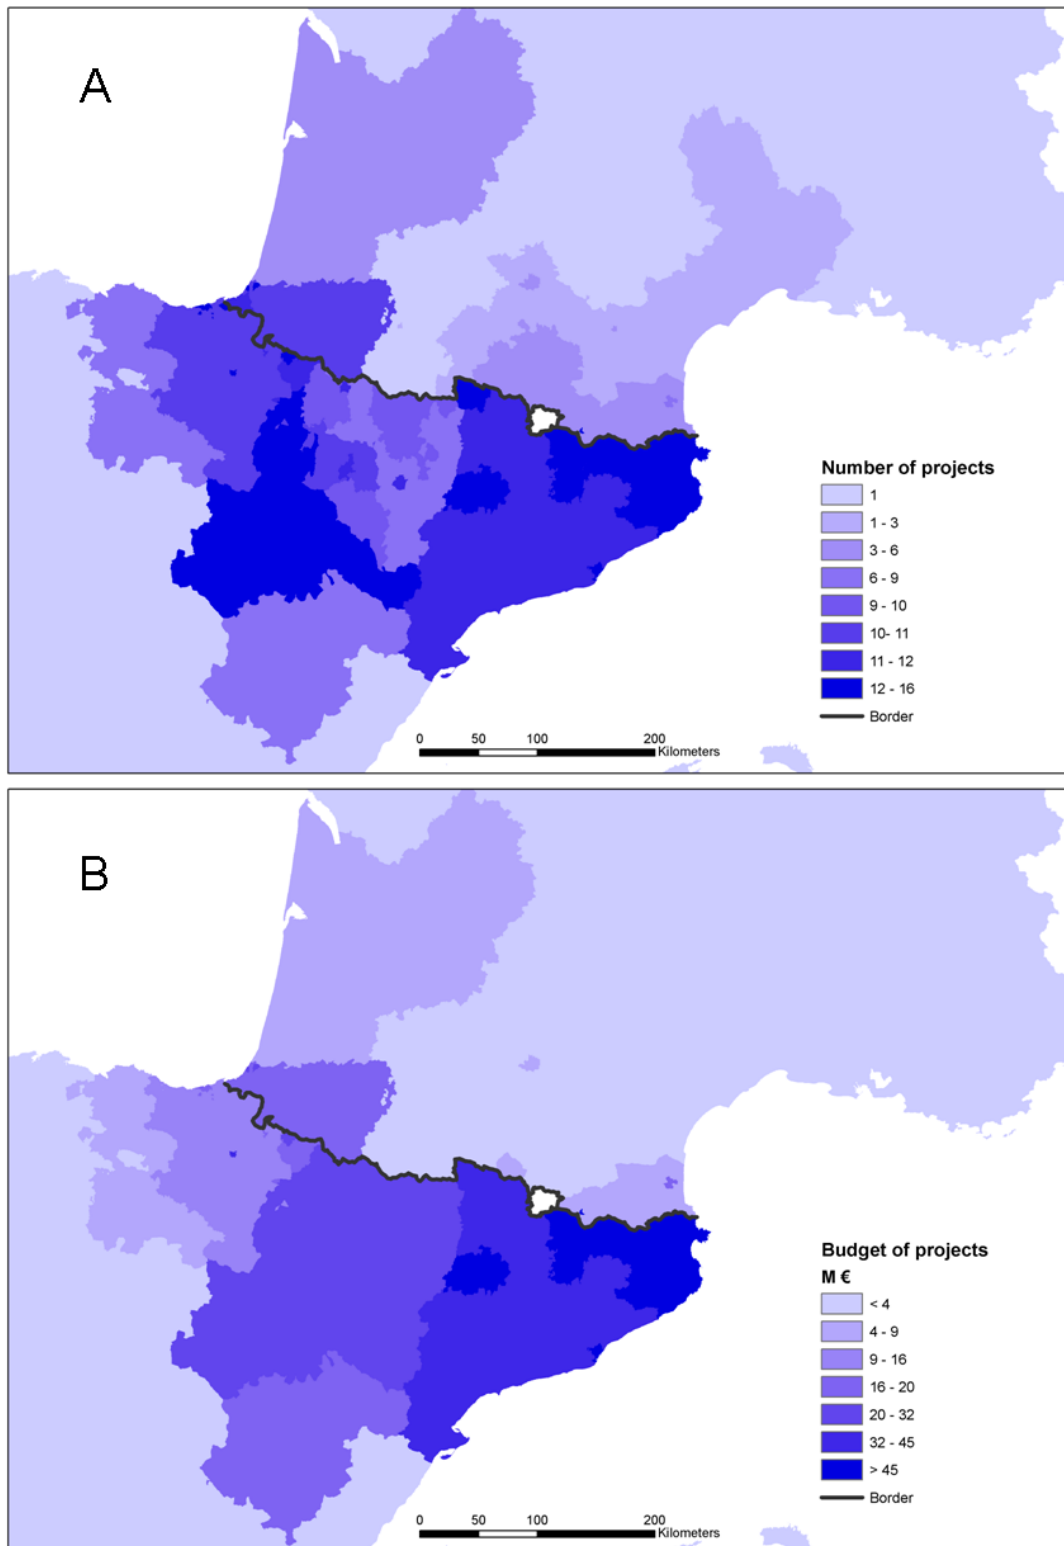 A
Number of projects
1
1 - 3
3 - 6
6 - 9
9 - 10
10- 11
11 - 12
12 - 16
Border
0 50 100 200
Kilometers
B
Budget of projects
M €
< 4
4 - 9
9 - 16
16 - 20
20 - 32
32 - 45
> 45
Border
0 50 100 200
Kilometers